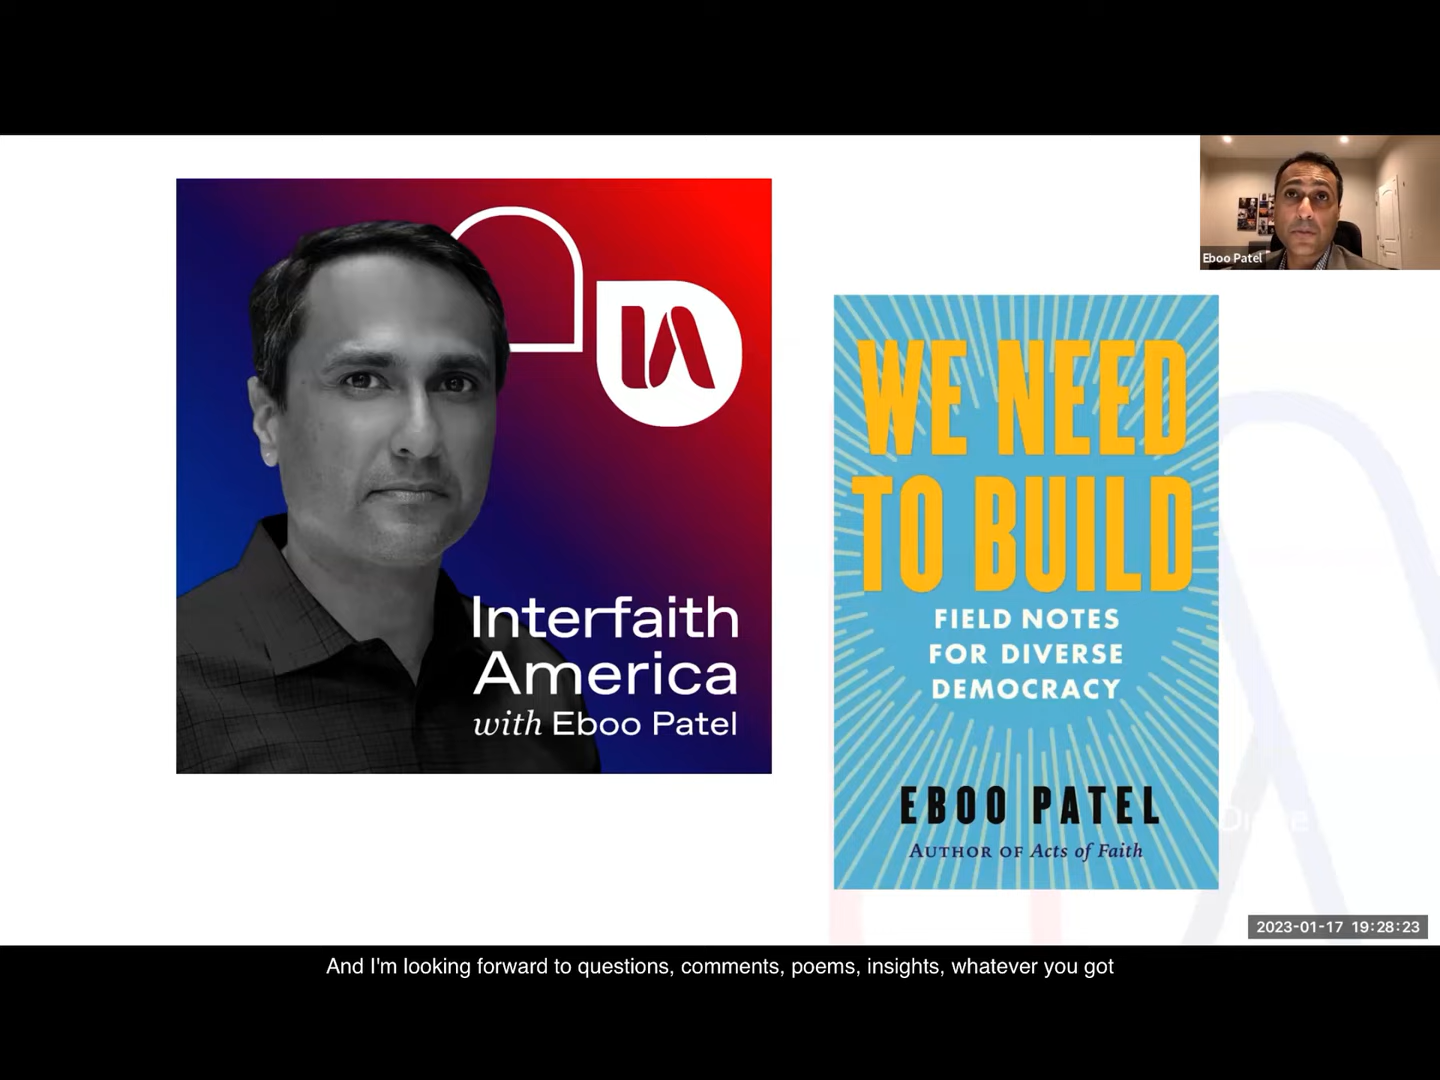 Eboo Patel
IA
Interfaith
America
with Eboo Patel
WE NEED
TO BUILD
FIELD NOTES
FOR DIVERSE
DEMOCRACY
EBOO PATEL
AUTHOR OF Acts of Faith
2023-01-17 19:28:23
And I'm looking forward to questions, comments, poems, insights, whatever you got